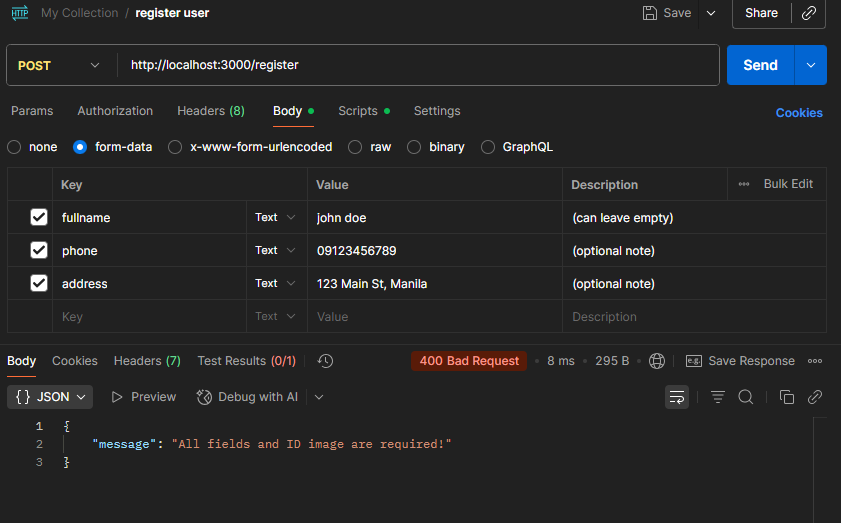 HTTP My Collection / register user Save Share
POST http://localhost:3000/register Send
Params Authorization Headers (8) Body Scripts Settings Cookies
none form-data x-www-form-urlencoded raw binary GraphQL
Key Value Description Bulk Edit
fullname Text john doe (can leave empty)
phone Text 09123456789 (optional note)
address Text 123 Main St, Manila (optional note)
Key Text Value Description
Body Cookies Headers (7) Test Results (0/1) 400 Bad Request 8 ms 295 B e.g. Save Response
{} JSON Preview Debug with AI
1 {
2 "message": "All fields and ID image are required!"
3 }